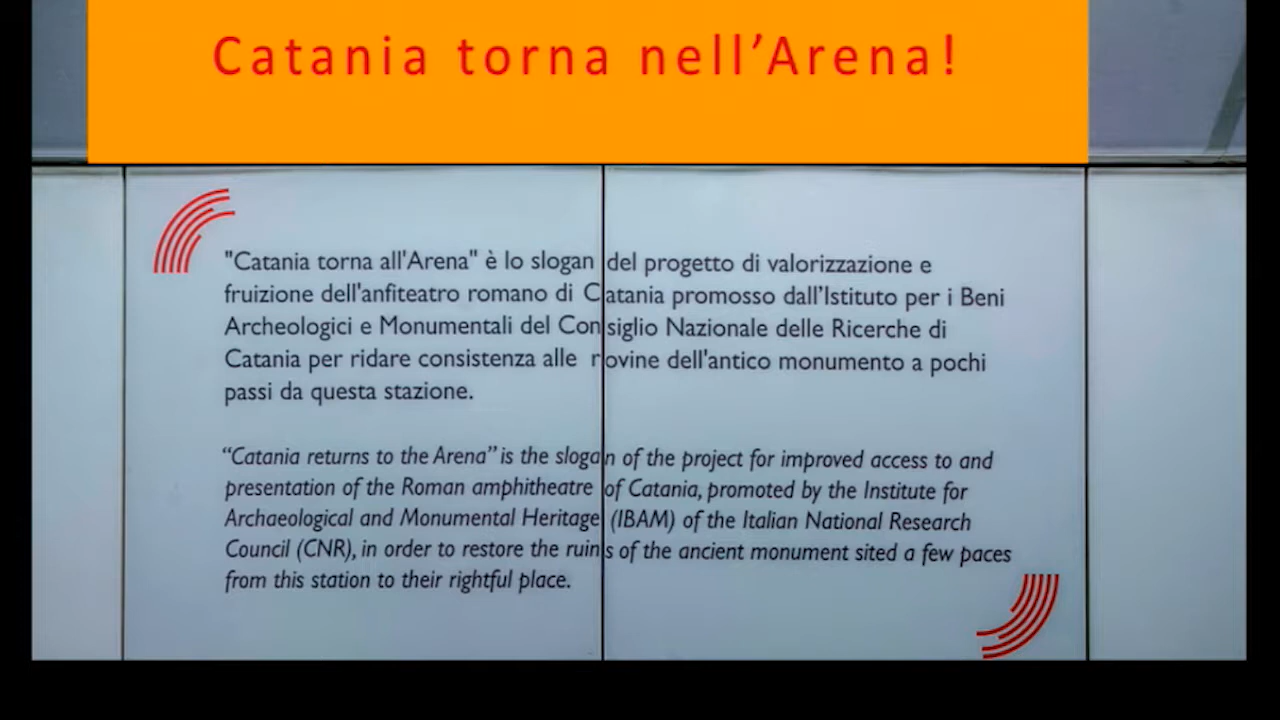 Catania torna nell’Arena!
"Catania torna all'Arena" è lo slogan del progetto di valorizzazione e
fruizione dell'anfiteatro romano di Catania promosso dall’Istituto per i Beni
Archeologici e Monumentali del Consiglio Nazionale delle Ricerche di
Catania per ridare consistenza alle rovine dell'antico monumento a pochi
passi da questa stazione.
“Catania returns to the Arena” is the slogan of the project for improved access to and
presentation of the Roman amphitheatre of Catania, promoted by the Institute for
Archaeological and Monumental Heritage (IBAM) of the Italian National Research
Council (CNR), in order to restore the ruins of the ancient monument sited a few paces
from this station to their rightful place.